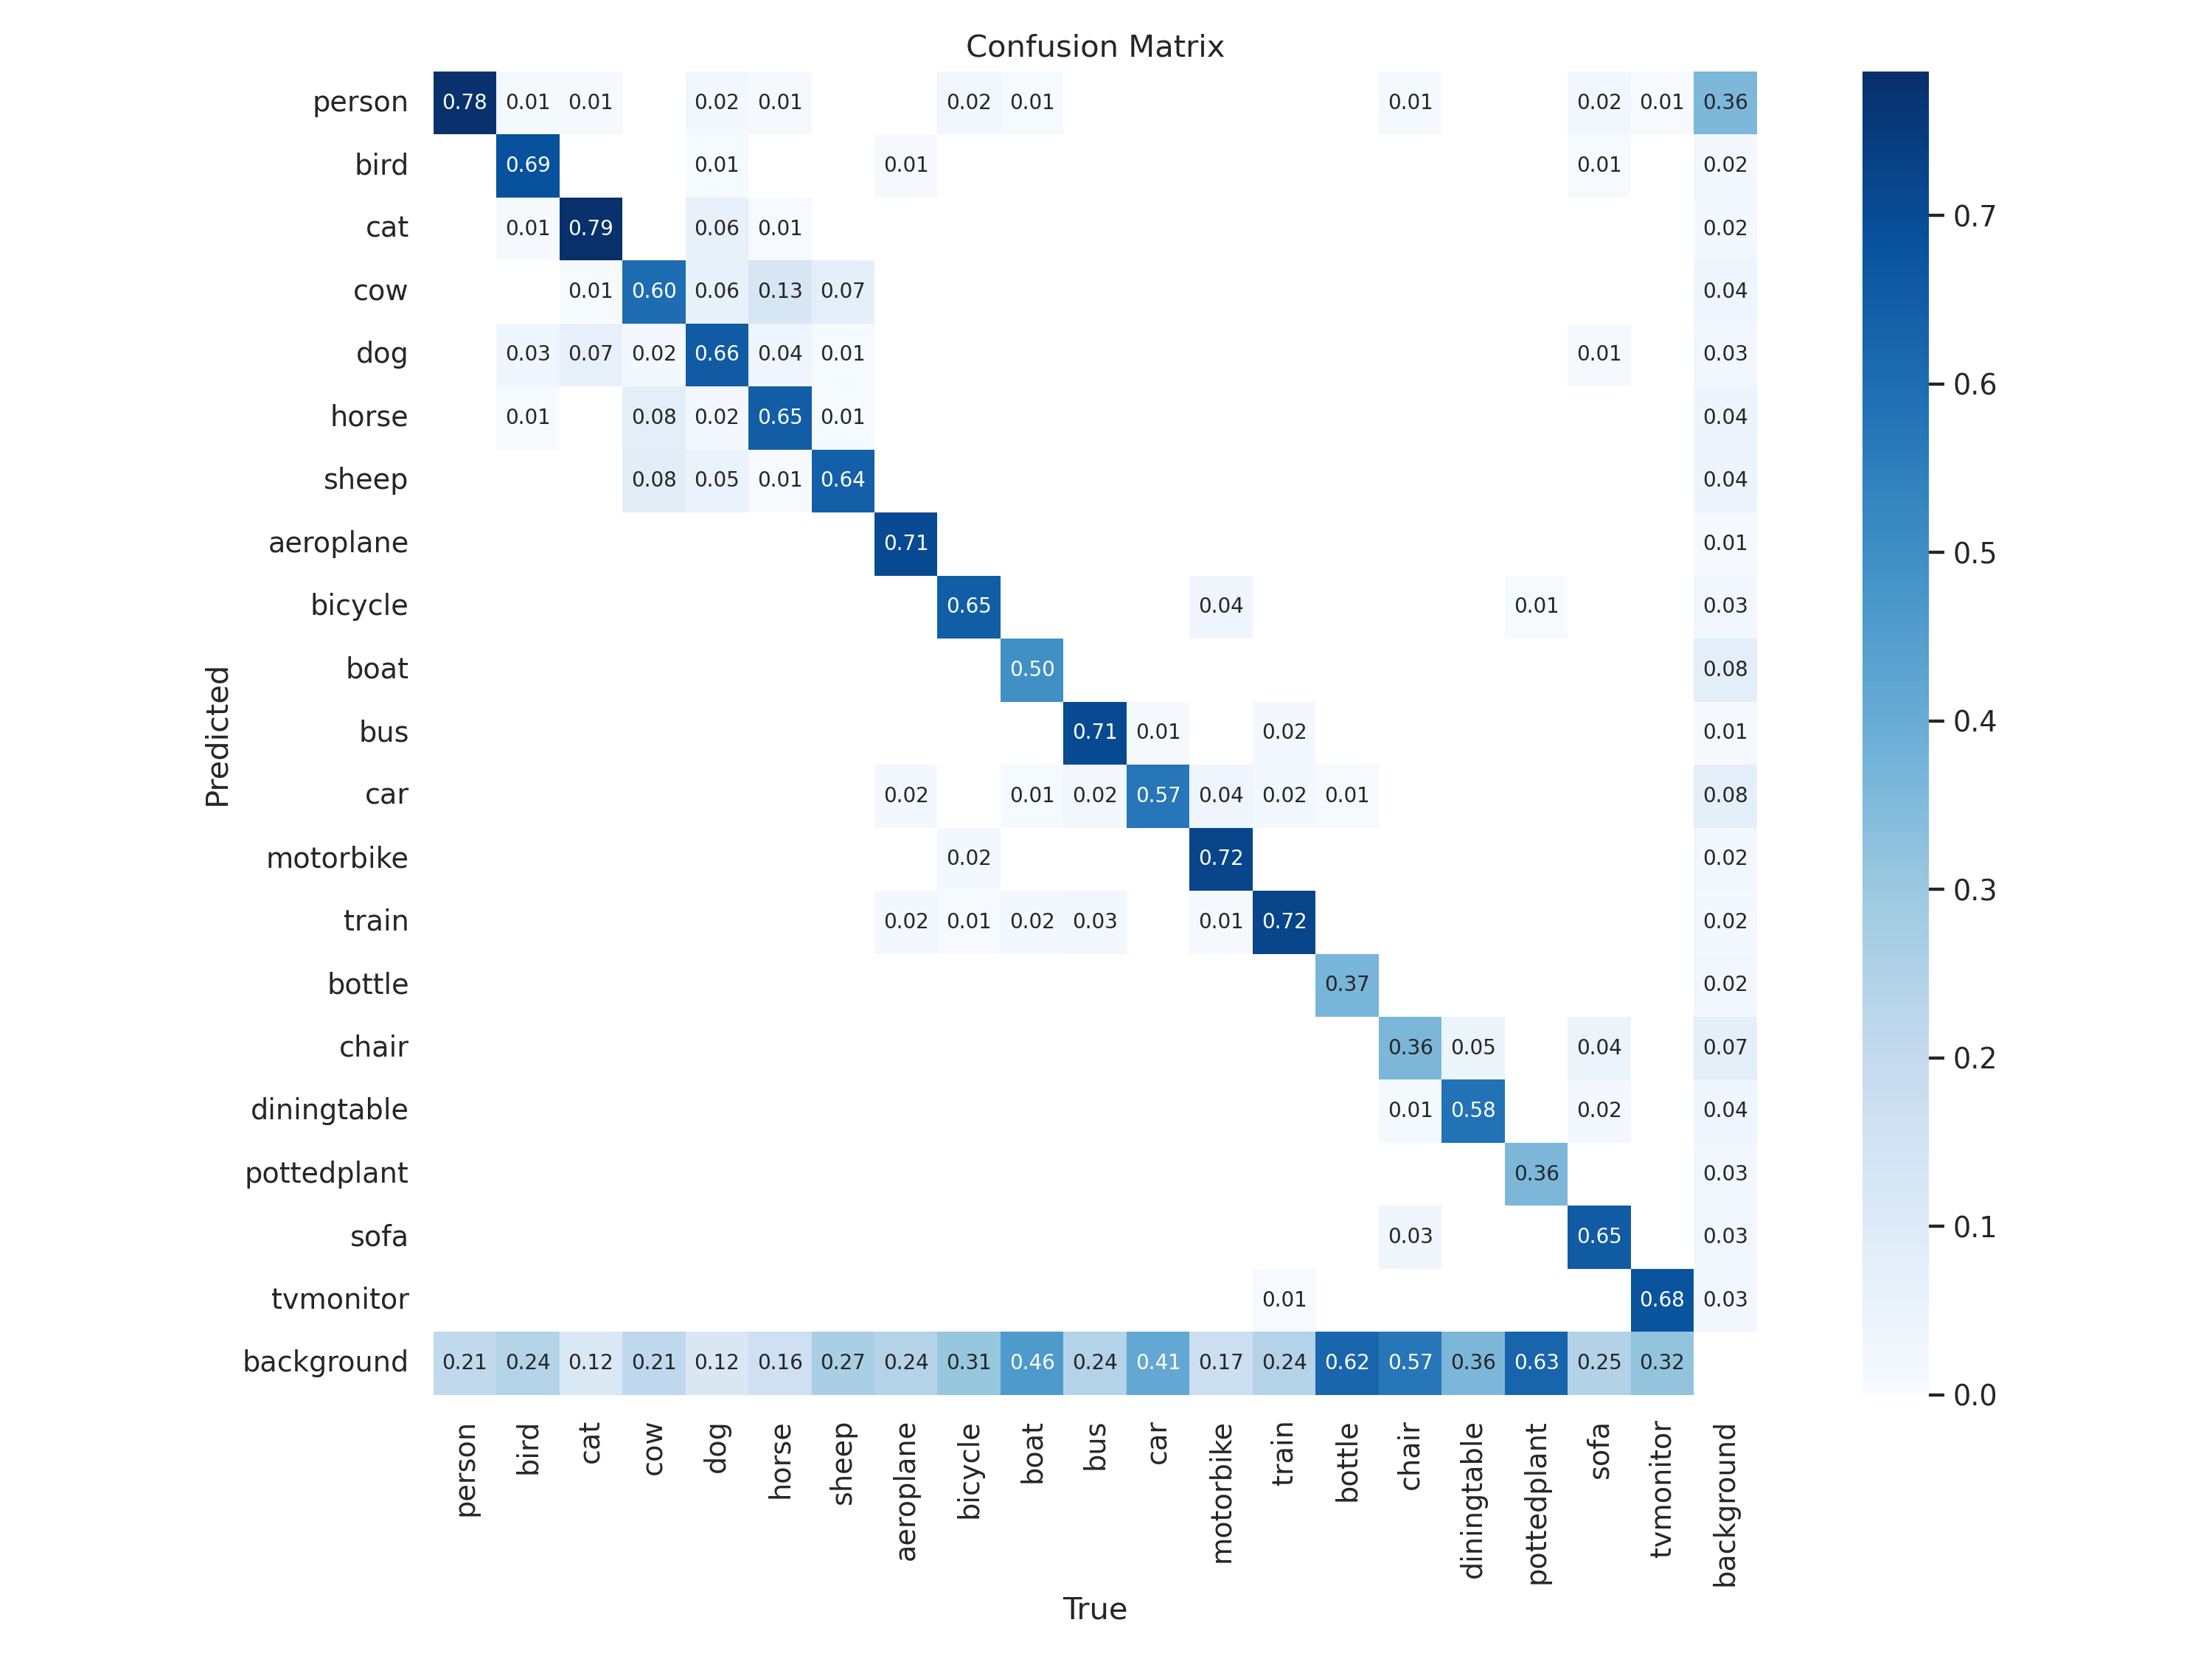 Confusion Matrix
person 0.78 0.01 0.01 0.02 0.01 0.02 0.01 0.01 0.02 0.01 0.36
bird 0.69 0.01 0.01 0.01 0.02
cat 0.01 0.79 0.06 0.01 0.02 0.7
cow 0.01 0.60 0.06 0.13 0.07 0.04
dog 0.03 0.07 0.02 0.66 0.04 0.01 0.01 0.03 0.6
horse 0.01 0.08 0.02 0.65 0.01 0.04
sheep 0.08 0.05 0.01 0.64 0.04
aeroplane 0.71 0.01 0.5
bicycle 0.65 0.04 0.01 0.03
boat 0.50 0.08
bus 0.71 0.01 0.02 0.01 0.4
Predicted
car 0.02 0.01 0.02 0.57 0.04 0.02 0.01 0.08
motorbike 0.02 0.72 0.02
0.3
train 0.02 0.01 0.02 0.03 0.01 0.72 0.02
bottle 0.37 0.02
chair 0.36 0.05 0.04 0.07 0.2
diningtable 0.01 0.58 0.02 0.04
pottedplant 0.36 0.03
sofa 0.03 0.65 0.03 0.1
tvmonitor 0.01 0.68 0.03
background 0.21 0.24 0.12 0.21 0.12 0.16 0.27 0.24 0.31 0.46 0.24 0.41 0.17 0.24 0.62 0.57 0.36 0.63 0.25 0.32
0.0
person bird cat cow dog horse sheep aeroplane bicycle boat bus car motorbike train bottle chair diningtable pottedplant sofa tvmonitor background
True